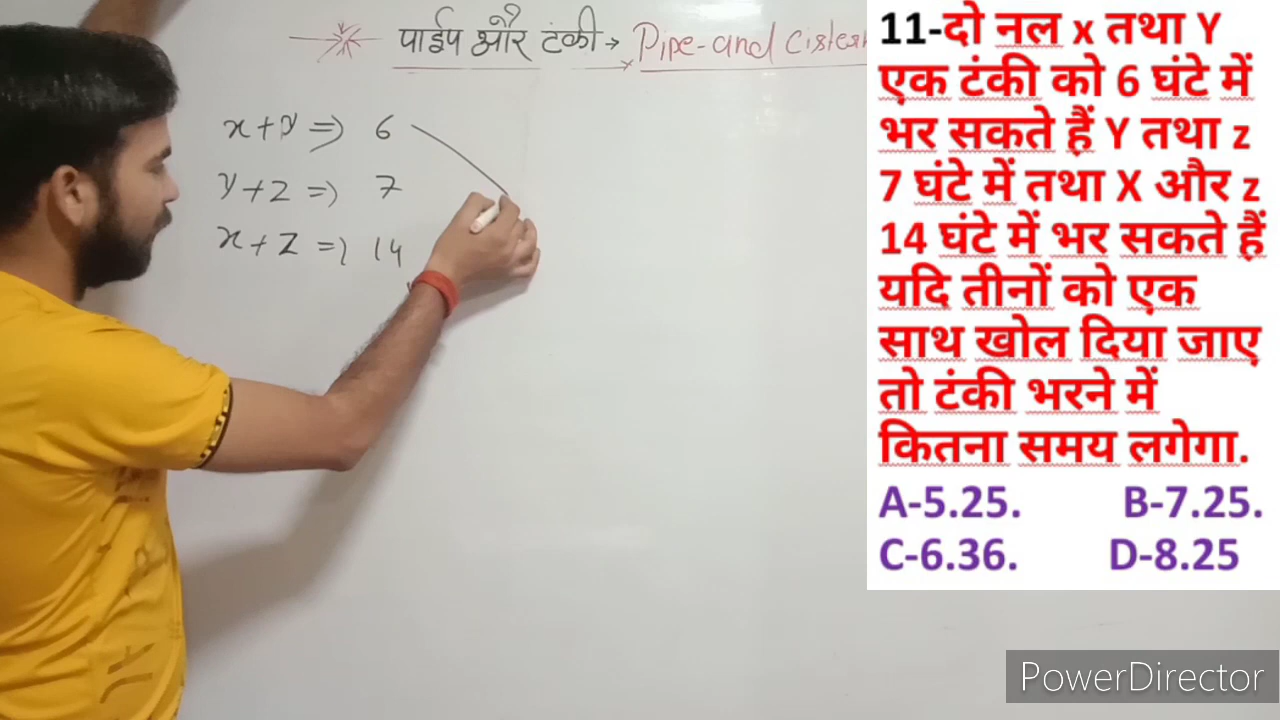 पाईप और टंकी → Pipe-and Cister
x+y ⇒ 6
y+z ⇒ 7
x+z ⇒ 14
11-दो नल x तथा Y
एक टंकी को 6 घंटे में
भर सकते हैं Y तथा z
7 घंटे में तथा X और z
14 घंटे में भर सकते हैं
यदि तीनों को एक
साथ खोल दिया जाए
तो टंकी भरने में
कितना समय लगेगा.
A-5.25. B-7.25.
C-6.36. D-8.25
PowerDirector